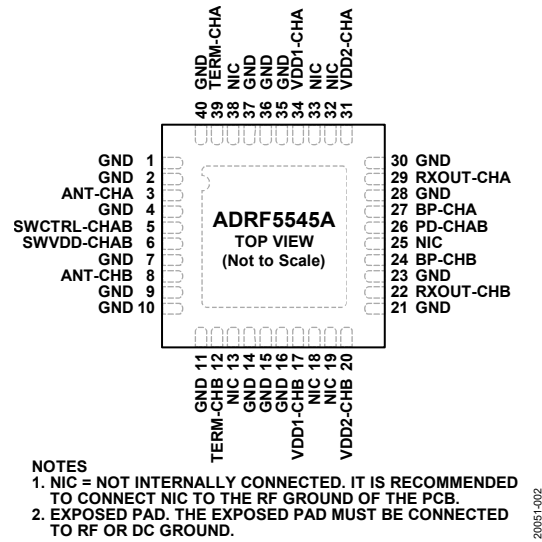 40 GND
39 TERM-CHA
38 NIC
37 GND
36 GND
35 GND
34 VDD1-CHA
33 NIC
32 NIC
31 VDD2-CHA
GND 1
GND 2
ANT-CHA 3
GND 4
SWCTRL-CHAB 5
SWVDD-CHAB 6
GND 7
ANT-CHB 8
GND 9
GND 10
ADRF5545A
TOP VIEW
(Not to Scale)
30 GND
29 RXOUT-CHA
28 GND
27 BP-CHA
26 PD-CHAB
25 NIC
24 BP-CHB
23 GND
22 RXOUT-CHB
21 GND
GND 11
TERM-CHB 12
NIC 13
GND 14
GND 15
GND 16
VDD1-CHB 17
NIC 18
NIC 19
VDD2-CHB 20
NOTES
1. NIC = NOT INTERNALLY CONNECTED. IT IS RECOMMENDED
TO CONNECT NIC TO THE RF GROUND OF THE PCB.
2. EXPOSED PAD. THE EXPOSED PAD MUST BE CONNECTED
TO RF OR DC GROUND.
20051-002